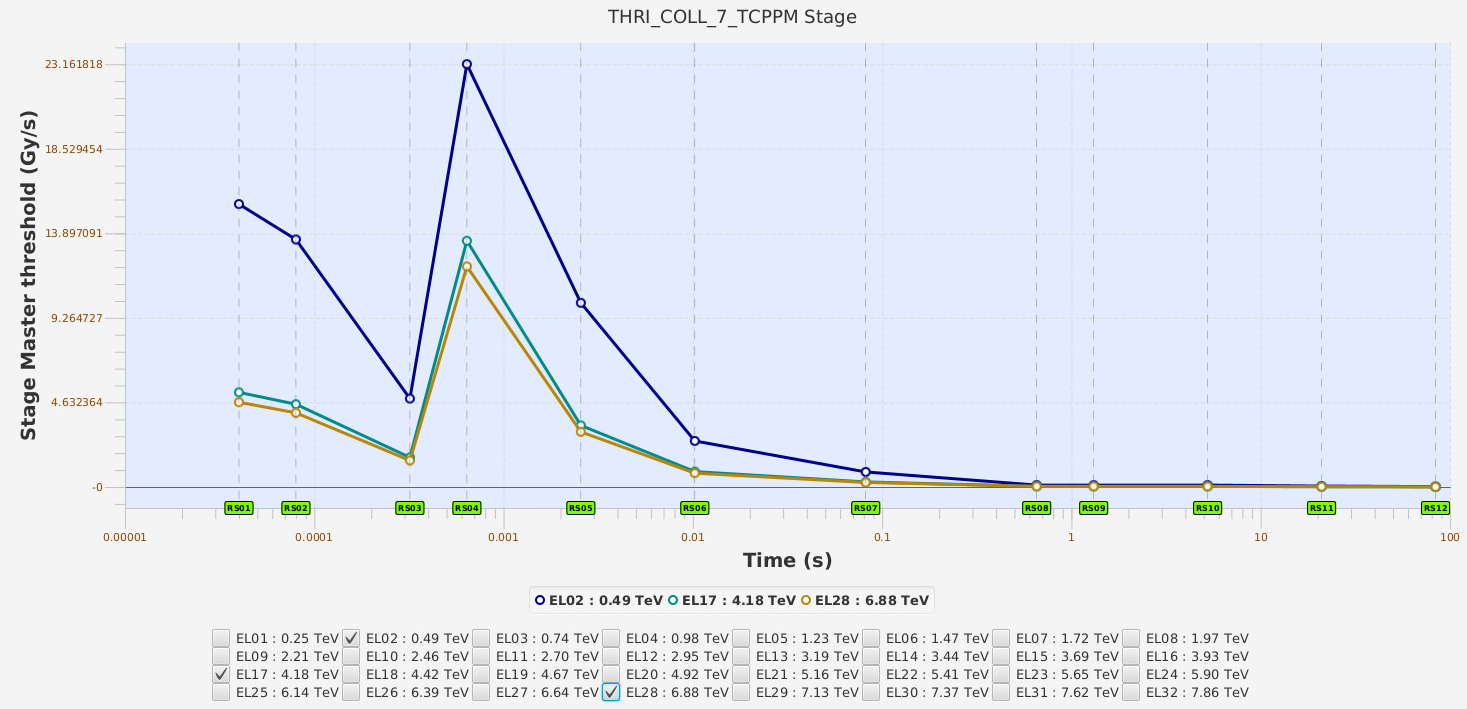 THRI_COLL_7_TCPPM Stage
Stage Master threshold (Gy/s)
23.161818
18.529454
13.897091
9.264727
4.632364
-0
RS01 RS02 RS03 RS04 RS05 RS06 RS07 RS08 RS09 RS10 RS11 RS12
0.00001 0.0001 0.001 0.01 0.1 1 10 100
Time (s)
EL02 : 0.49 TeV EL17 : 4.18 TeV EL28 : 6.88 TeV
EL01 : 0.25 TeV EL02 : 0.49 TeV EL03 : 0.74 TeV EL04 : 0.98 TeV EL05 : 1.23 TeV EL06 : 1.47 TeV EL07 : 1.72 TeV EL08 : 1.97 TeV
EL09 : 2.21 TeV EL10 : 2.46 TeV EL11 : 2.70 TeV EL12 : 2.95 TeV EL13 : 3.19 TeV EL14 : 3.44 TeV EL15 : 3.69 TeV EL16 : 3.93 TeV
EL17 : 4.18 TeV EL18 : 4.42 TeV EL19 : 4.67 TeV EL20 : 4.92 TeV EL21 : 5.16 TeV EL22 : 5.41 TeV EL23 : 5.65 TeV EL24 : 5.90 TeV
EL25 : 6.14 TeV EL26 : 6.39 TeV EL27 : 6.64 TeV EL28 : 6.88 TeV EL29 : 7.13 TeV EL30 : 7.37 TeV EL31 : 7.62 TeV EL32 : 7.86 TeV